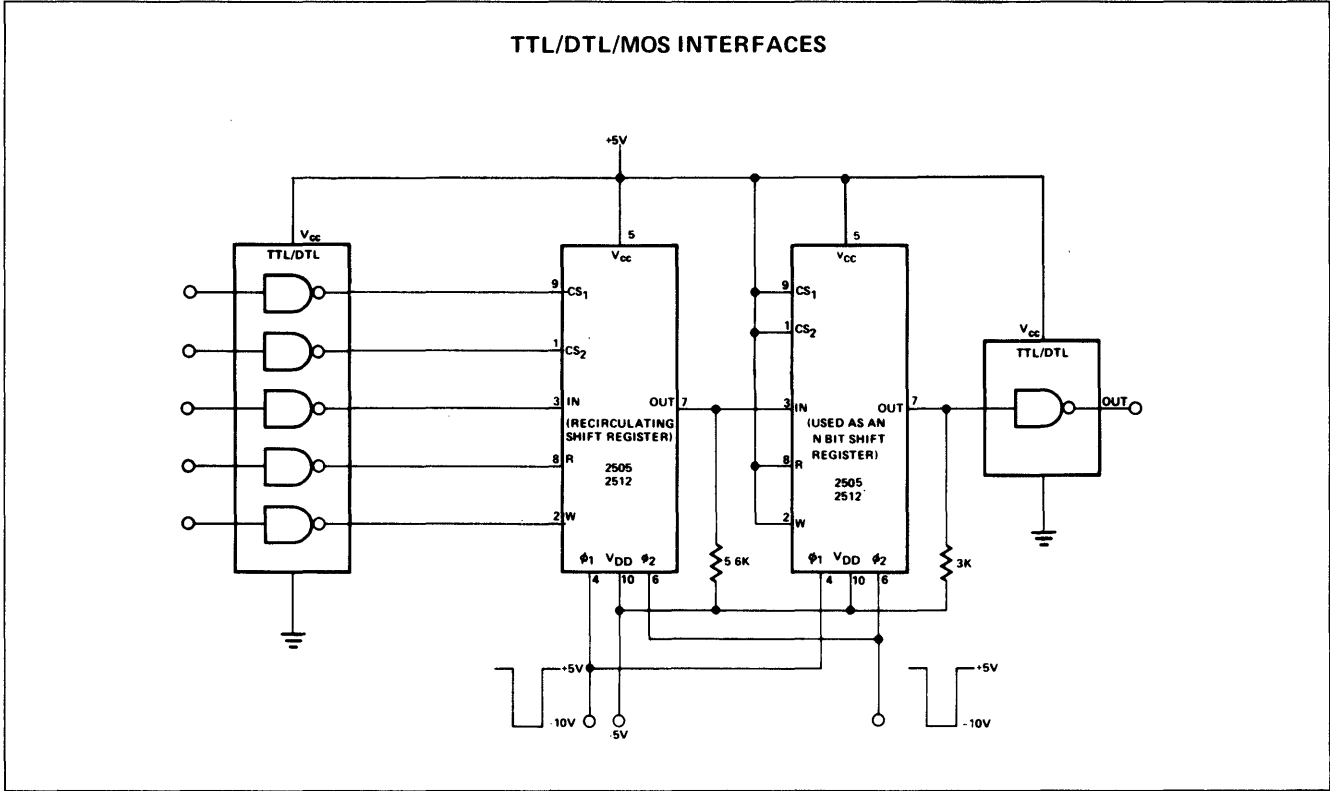 TTL/DTL/MOS INTERFACES
+5V
VCC
TTL/DTL
5
VCC
9 CS1
1 CS2
3 IN
OUT 7
(RECIRCULATING
SHIFT REGISTER)
8 R
2505
2512
2 W
φ1 VDD φ2
4 10 6
5 6K
5
VCC
9 CS1
1 CS2
3 IN
OUT 7
(USED AS AN
N BIT SHIFT
REGISTER)
8 R
2505
2512
2 W
φ1 VDD φ2
4 10 6
3K
VCC
TTL/DTL
OUT
+5V
10V
5V
+5V
-10V